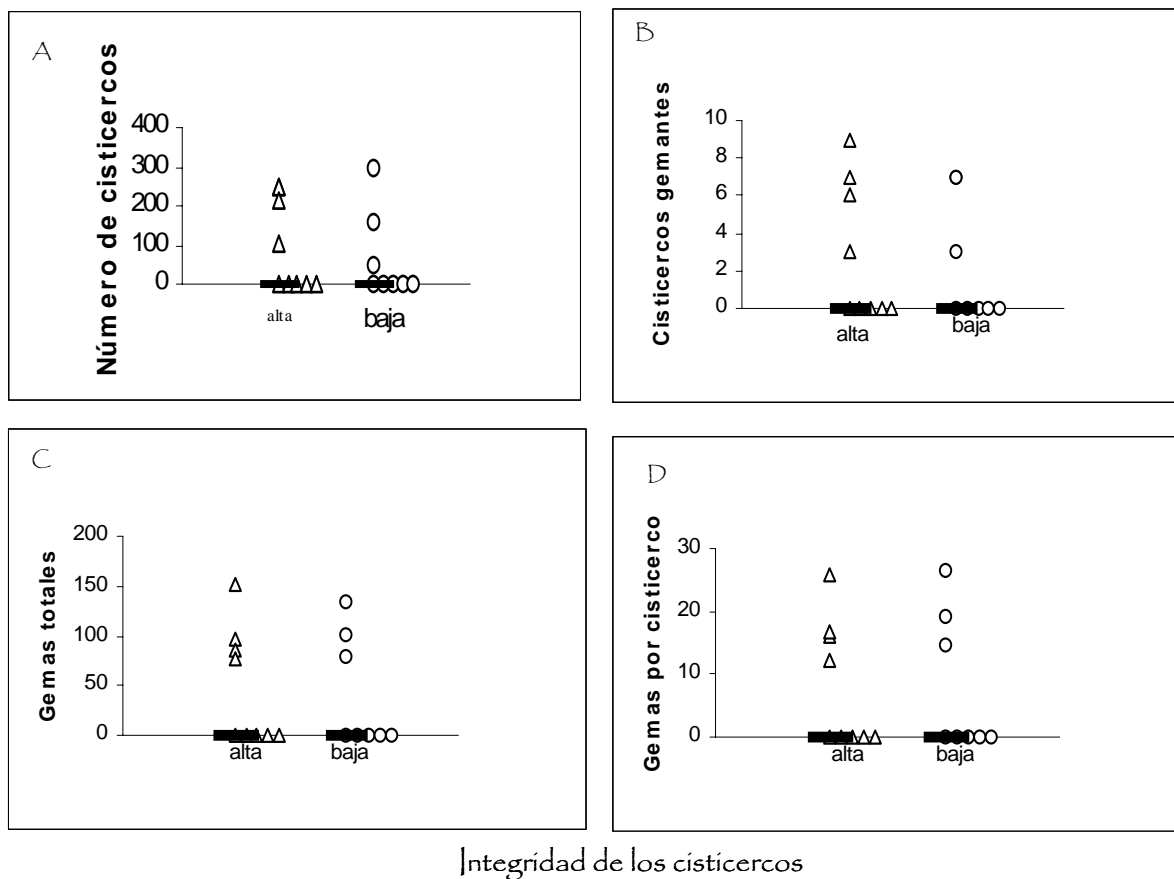 A
Número de cisticercos
400
300
200
100
0
alta
baja
B
Cisticercos gemantes
10
8
6
4
2
0
alta
baja
C
Gemas totales
200
150
100
50
0
alta
baja
D
Gemas por cisticerco
30
20
10
0
alta
baja
Integridad de los cisticercos